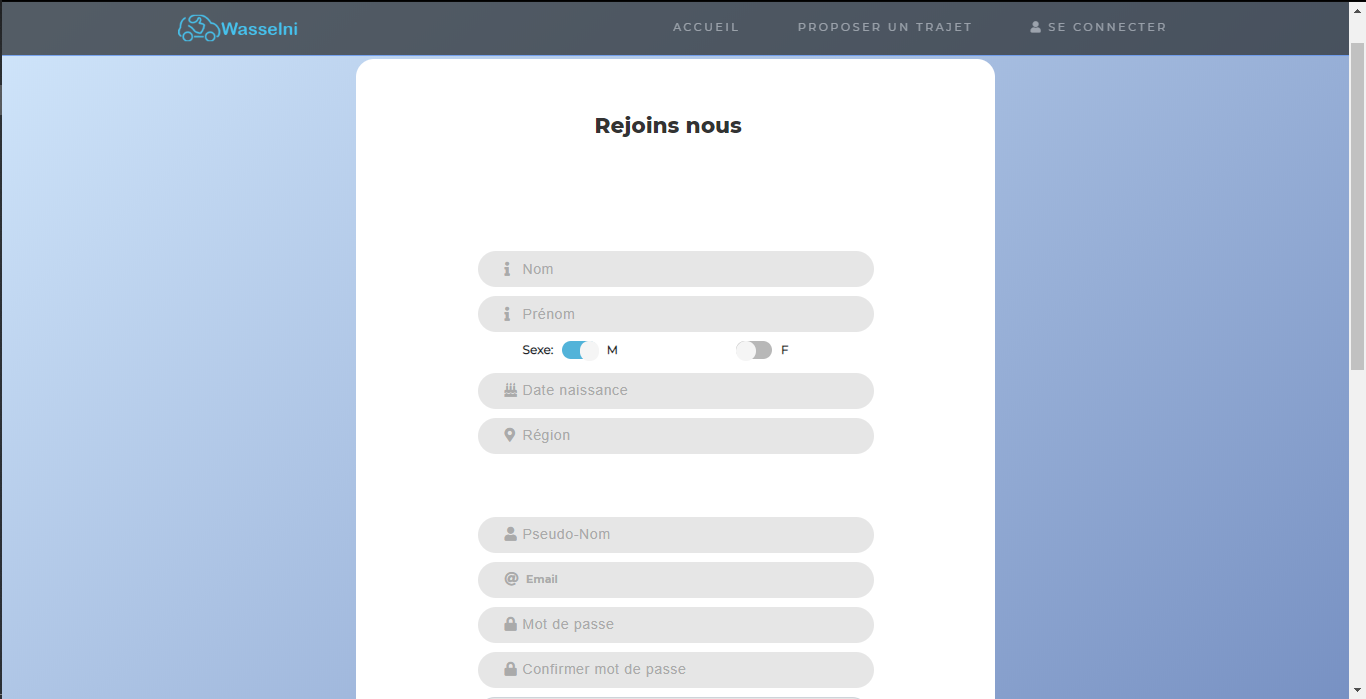 Wasselni ACCUEIL PROPOSER UN TRAJET SE CONNECTER
Rejoins nous
Nom
Prénom
Sexe: M F
Date naissance
Région
Pseudo-Nom
@ Email
Mot de passe
Confirmer mot de passe